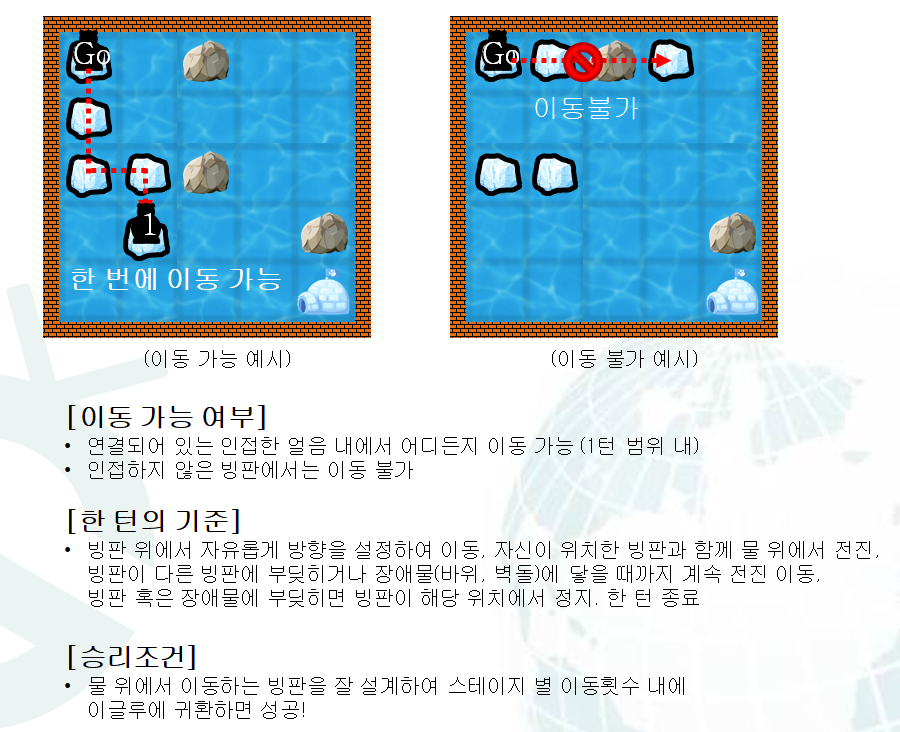 Go
1
한 번에 이동 가능
(이동 가능 예시)
Go
이동불가
(이동 불가 예시)
[이동 가능 여부]
• 연결되어 있는 인접한 얼음 내에서 어디든지 이동 가능 (1턴 범위 내)
• 인접하지 않은 빙판에서는 이동 불가
[한 턴의 기준]
• 빙판 위에서 자유롭게 방향을 설정하여 이동, 자신이 위치한 빙판과 함께 물 위에서 전진,
빙판이 다른 빙판에 부딪히거나 장애물(바위, 벽돌)에 닿을 때까지 계속 전진 이동,
빙판 혹은 장애물에 부딪히면 빙판이 해당 위치에서 정지. 한 턴 종료
[승리조건]
• 물 위에서 이동하는 빙판을 잘 설계하여 스테이지 별 이동횟수 내에
이글루에 귀환하면 성공!